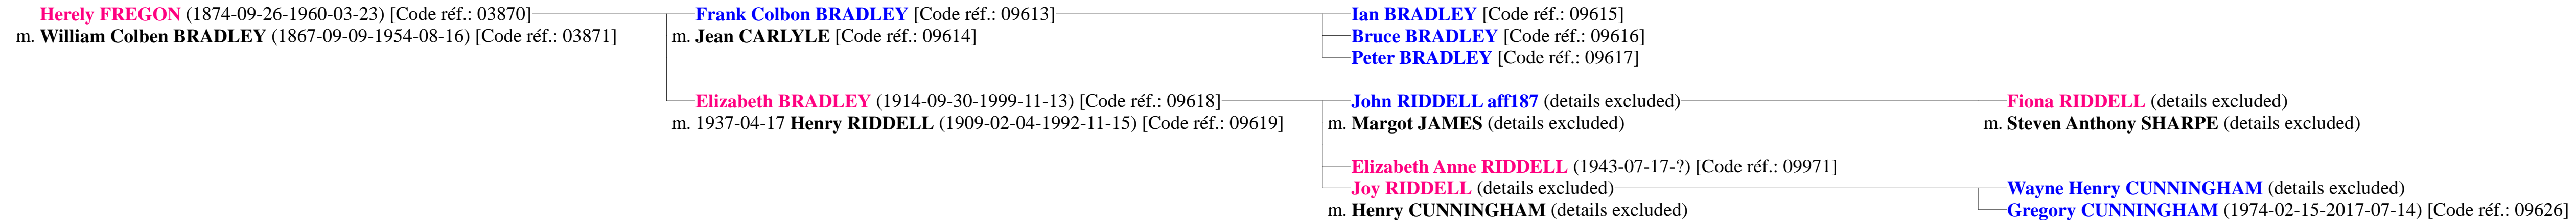 Herely FREGON (1874-09-26-1960-03-23) [Code réf.: 03870]
m. William Colben BRADLEY (1867-09-09-1954-08-16) [Code réf.: 03871]
Frank Colbon BRADLEY [Code réf.: 09613]
m. Jean CARLYLE [Code réf.: 09614]
Ian BRADLEY [Code réf.: 09615]
Bruce BRADLEY [Code réf.: 09616]
Peter BRADLEY [Code réf.: 09617]
Elizabeth BRADLEY (1914-09-30-1999-11-13) [Code réf.: 09618]
m. 1937-04-17 Henry RIDDELL (1909-02-04-1992-11-15) [Code réf.: 09619]
John RIDDELL aff187 (details excluded)
m. Margot JAMES (details excluded)
Fiona RIDDELL (details excluded)
m. Steven Anthony SHARPE (details excluded)
Elizabeth Anne RIDDELL (1943-07-17-?) [Code réf.: 09971]
Joy RIDDELL (details excluded)
m. Henry CUNNINGHAM (details excluded)
Wayne Henry CUNNINGHAM (details excluded)
Gregory CUNNINGHAM (1974-02-15-2017-07-14) [Code réf.: 09626]